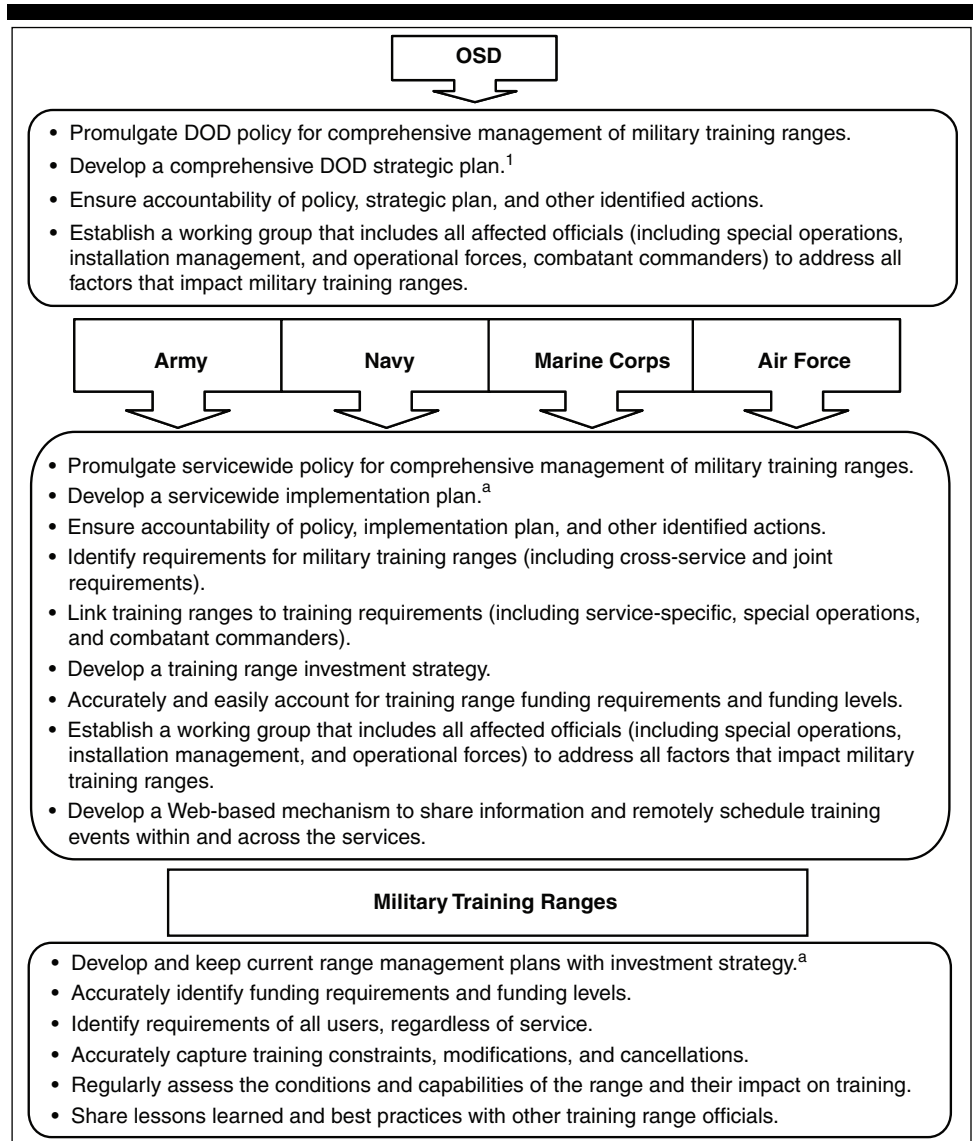 OSD
• Promulgate DOD policy for comprehensive management of military training ranges.
• Develop a comprehensive DOD strategic plan.1
• Ensure accountability of policy, strategic plan, and other identified actions.
• Establish a working group that includes all affected officials (including special operations,
installation management, and operational forces, combatant commanders) to address all
factors that impact military training ranges.
Army Navy Marine Corps Air Force
• Promulgate servicewide policy for comprehensive management of military training ranges.
• Develop a servicewide implementation plan.a
• Ensure accountability of policy, implementation plan, and other identified actions.
• Identify requirements for military training ranges (including cross-service and joint
requirements).
• Link training ranges to training requirements (including service-specific, special operations,
and combatant commanders).
• Develop a training range investment strategy.
• Accurately and easily account for training range funding requirements and funding levels.
• Establish a working group that includes all affected officials (including special operations,
installation management, and operational forces) to address all factors that impact military
training ranges.
• Develop a Web-based mechanism to share information and remotely schedule training
events within and across the services.
Military Training Ranges
• Develop and keep current range management plans with investment strategy.a
• Accurately identify funding requirements and funding levels.
• Identify requirements of all users, regardless of service.
• Accurately capture training constraints, modifications, and cancellations.
• Regularly assess the conditions and capabilities of the range and their impact on training.
• Share lessons learned and best practices with other training range officials.